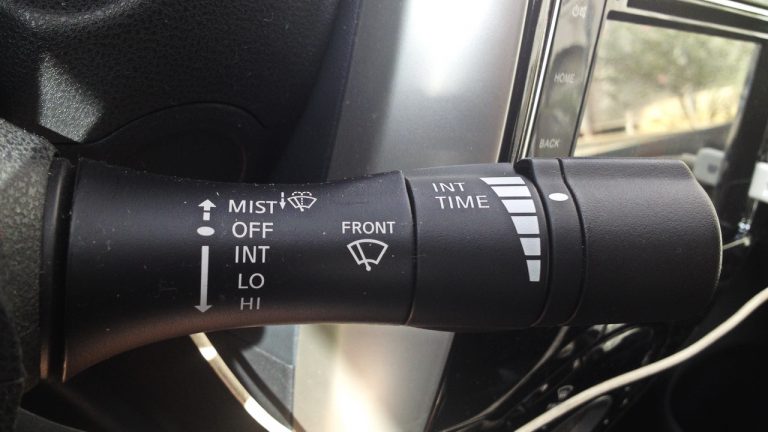 MIST
OFF
INT
LO
HI
FRONT
INT
TIME
HOME
BACK